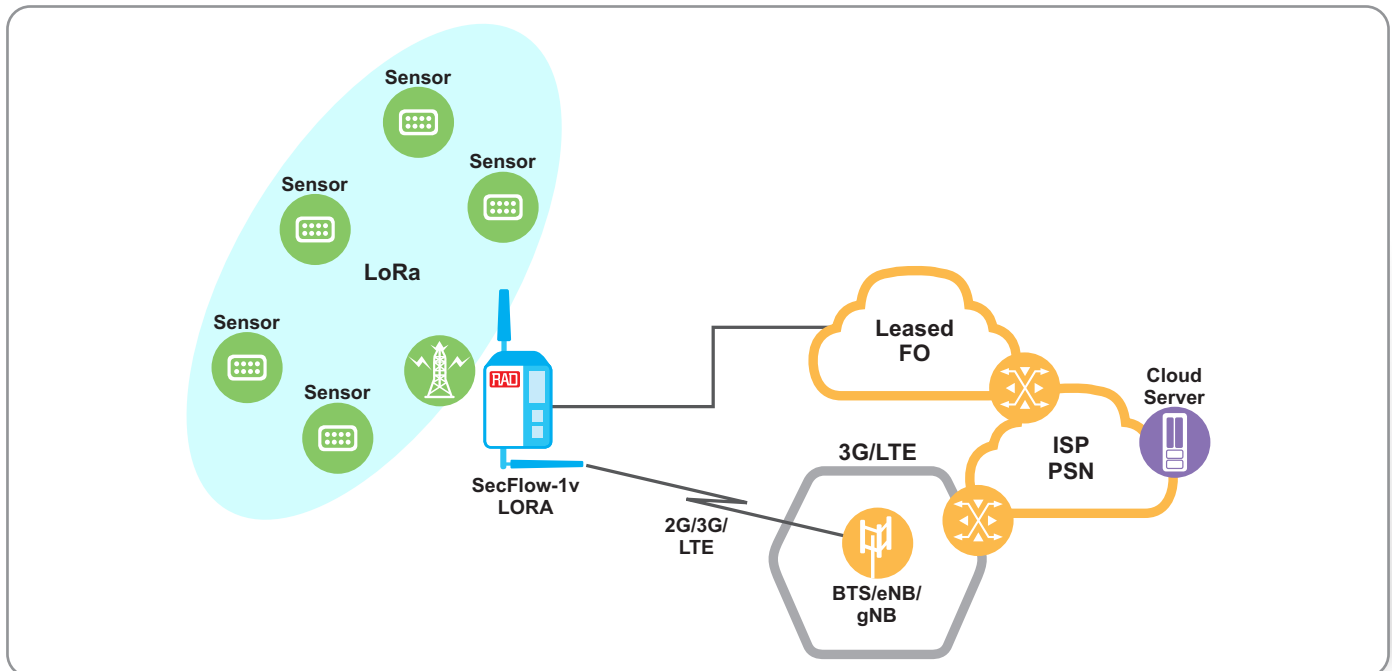 Sensor
Sensor
Sensor
LoRa
Sensor
Sensor
RAD
SecFlow-1v
LORA
2G/3G/
LTE
Leased
FO
Cloud
Server
ISP
PSN
3G/LTE
BTS/eNB/
gNB